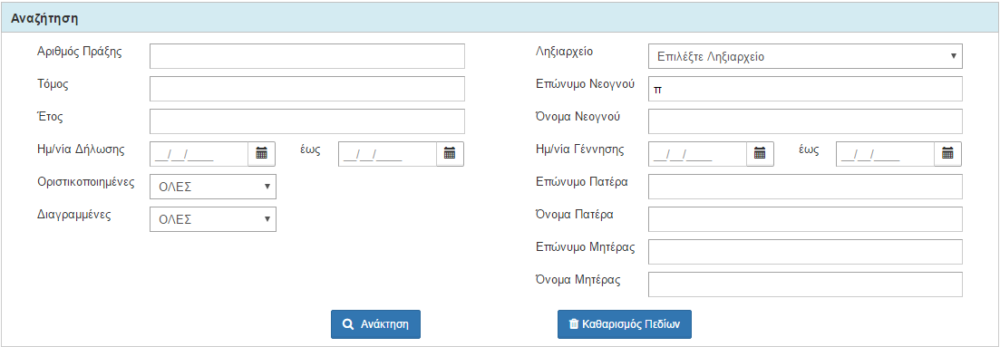 Αναζήτηση
Αριθμός Πράξης
Τόμος
Έτος
Ημ/νία Δήλωσης __/__/____ έως __/__/____
Οριστικοποιημένες ΟΛΕΣ
Διαγραμμένες ΟΛΕΣ
Ληξιαρχείο Επιλέξτε Ληξιαρχείο
Επώνυμο Νεογνού π
Όνομα Νεογνού
Ημ/νία Γέννησης __/__/____ έως __/__/____
Επώνυμο Πατέρα
Όνομα Πατέρα
Επώνυμο Μητέρας
Όνομα Μητέρας
Ανάκτηση
Καθαρισμός Πεδίων